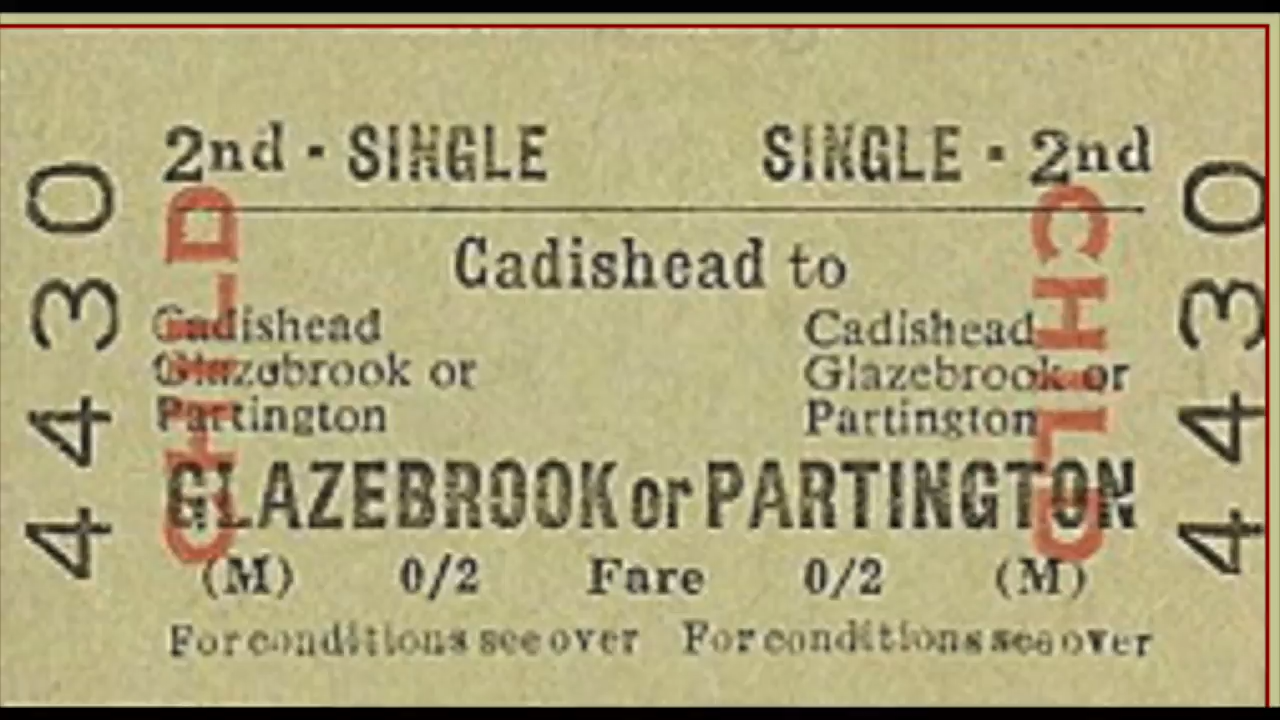 2nd - SINGLE SINGLE - 2nd
Cadishead to
Cadishead Cadishead
Glazebrook or Glazebrook or
Partington Partington
GLAZEBROOK or PARTINGTON
(M) 0/2 Fare 0/2 (M)
For conditions see over For conditions see over
4430
4430
CHILD
CHILD